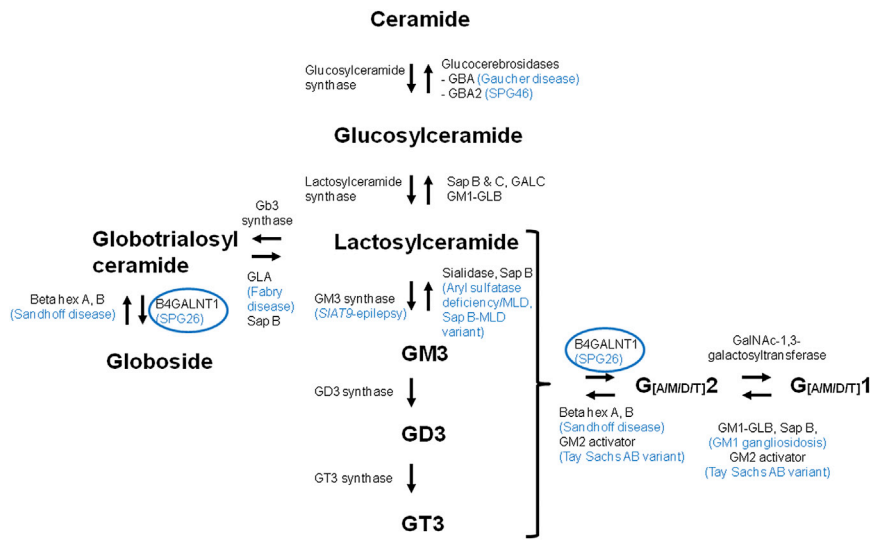 Ceramide
Glucosylceramide
synthase
Glucocerebrosidases
- GBA (Gaucher disease)
- GBA2 (SPG46)
Glucosylceramide
Lactosylceramide
synthase
Sap B & C, GALC
GM1-GLB
Gb3
synthase
Globotrialosyl
ceramide
Lactosylceramide
GLA
(Fabry
disease)
Sap B
Beta hex A, B
(Sandhoff disease)
B4GALNT1
(SPG26)
Globoside
GM3 synthase
(SIAT9-epilepsy)
Sialidase, Sap B
(Aryl sulfatase
deficiency/MLD,
Sap B-MLD
variant)
GM3
GD3 synthase
GD3
GT3 synthase
GT3
B4GALNT1
(SPG26)
Beta hex A, B
(Sandhoff disease)
GM2 activator
(Tay Sachs AB variant)
G[A/M/D/T]2
GalNAc-1,3-
galactosyltransferase
GM1-GLB, Sap B,
(GM1 gangliosidosis)
GM2 activator
(Tay Sachs AB variant)
G[A/M/D/T]1